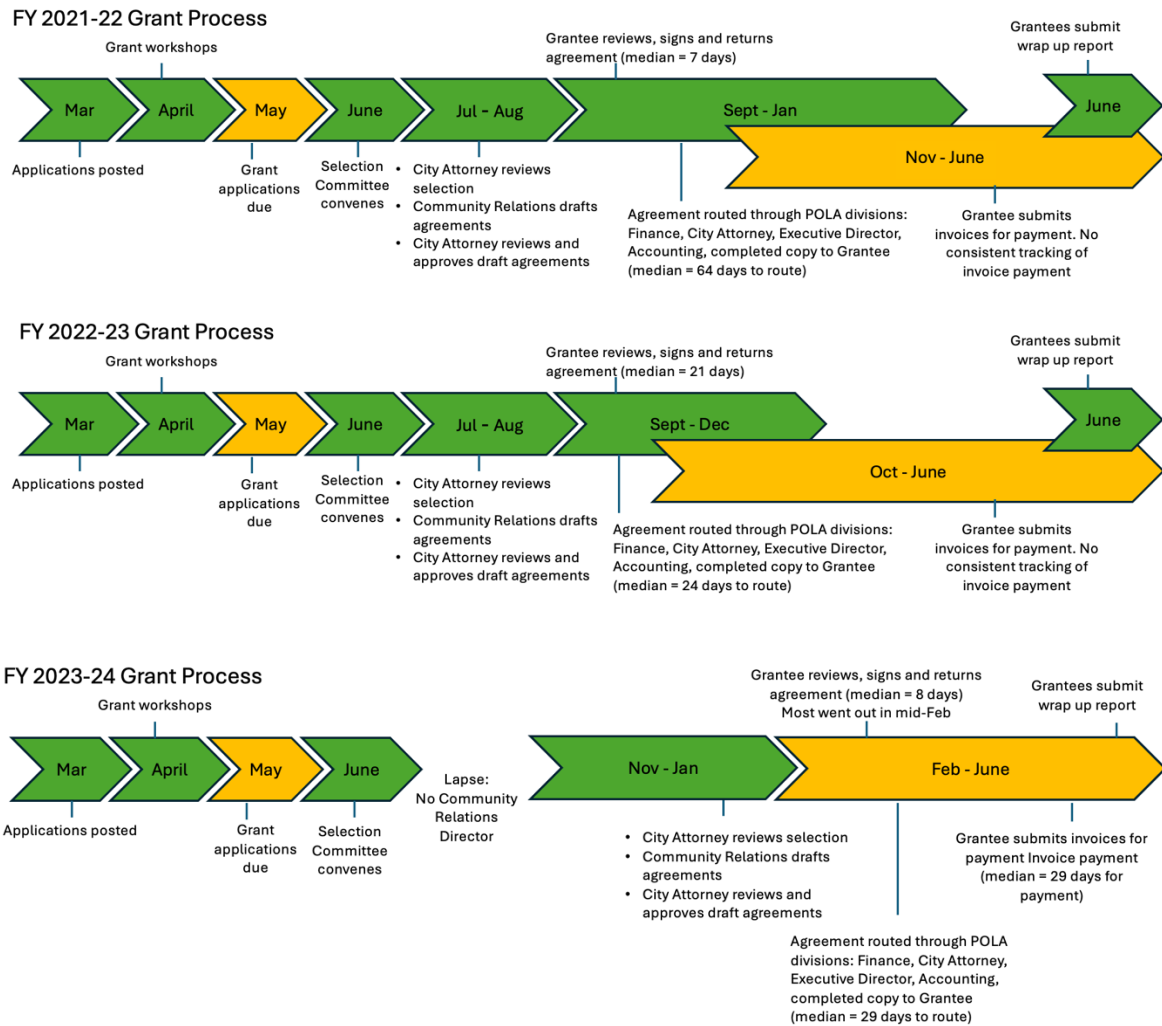 FY 2021-22 Grant Process
Grant workshops
Grantee reviews, signs and returns
agreement (median = 7 days)
Grantees submit
wrap up report
Mar
April
May
June
Jul – Aug
Sept - Jan
June
Nov - June
Applications posted
Grant
applications
due
Selection
Committee
convenes
• City Attorney reviews
selection
• Community Relations drafts
agreements
• City Attorney reviews and
approves draft agreements
Agreement routed through POLA divisions:
Finance, City Attorney, Executive Director,
Accounting, completed copy to Grantee
(median = 64 days to route)
Grantee submits
invoices for payment. No
consistent tracking of
invoice payment
FY 2022-23 Grant Process
Grant workshops
Grantee reviews, signs and returns
agreement (median = 21 days)
Grantees submit
wrap up report
Mar
April
May
June
Jul – Aug
Sept - Dec
June
Oct - June
Applications posted
Grant
applications
due
Selection
Committee
convenes
• City Attorney reviews
selection
• Community Relations drafts
agreements
• City Attorney reviews and
approves draft agreements
Agreement routed through POLA divisions:
Finance, City Attorney, Executive Director,
Accounting, completed copy to Grantee
(median = 24 days to route)
Grantee submits
invoices for payment. No
consistent tracking of
invoice payment
FY 2023-24 Grant Process
Grant workshops
Grantee reviews, signs and returns
agreement (median = 8 days)
Most went out in mid-Feb
Grantees submit
wrap up report
Mar
April
May
June
Lapse:
No Community
Relations
Director
Nov - Jan
Feb - June
Applications posted
Grant
applications
due
Selection
Committee
convenes
• City Attorney reviews selection
• Community Relations drafts
agreements
• City Attorney reviews and
approves draft agreements
Grantee submits invoices for
payment Invoice payment
(median = 29 days for
payment)
Agreement routed through POLA
divisions: Finance, City Attorney,
Executive Director, Accounting,
completed copy to Grantee
(median = 29 days to route)